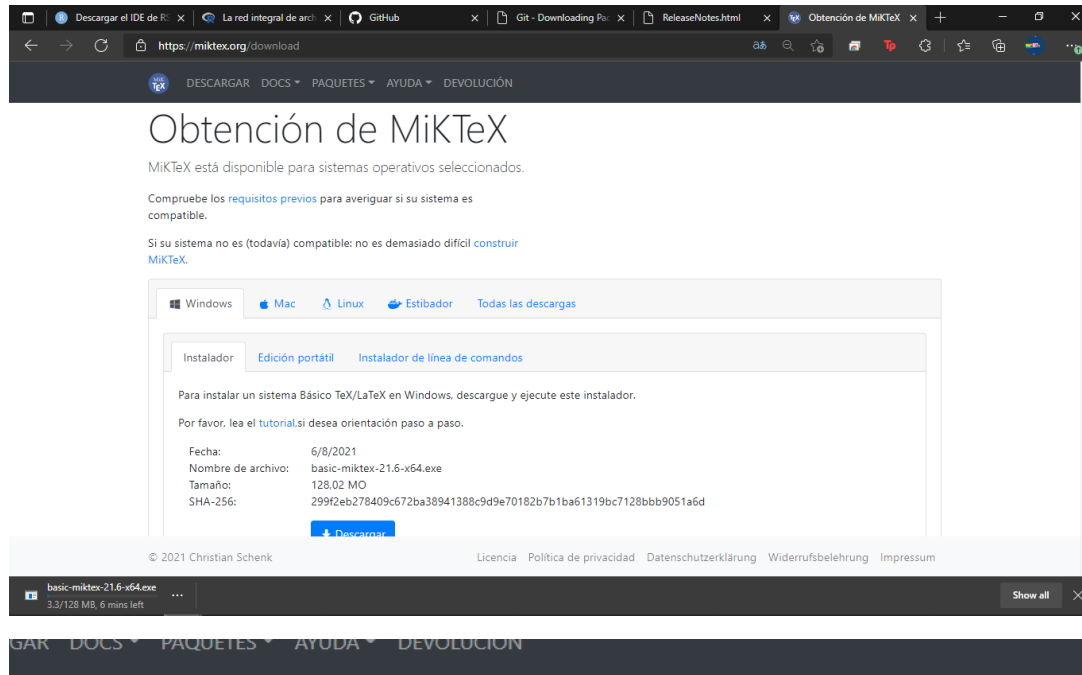 Descargar el IDE de RS
La red integral de arch
GitHub
Git - Downloading Pac
ReleaseNotes.html
Obtención de MiKTeX
https://miktex.org/download
DESCARGAR DOCS PAQUETES AYUDA DEVOLUCIÓN
Obtención de MiKTeX
MiKTeX está disponible para sistemas operativos seleccionados.
Compruebe los requisitos previos para averiguar si su sistema es
compatible.
Si su sistema no es (todavía) compatible: no es demasiado difícil construir
MiKTeX.
Windows Mac Linux Estibador Todas las descargas
Instalador Edición portátil Instalador de línea de comandos
Para instalar un sistema Básico TeX/LaTeX en Windows, descargue y ejecute este instalador.
Por favor, lea el tutorial,si desea orientación paso a paso.
Fecha: 6/8/2021
Nombre de archivo: basic-miktex-21.6-x64.exe
Tamaño: 128,02 MO
SHA-256: 299f2eb278409c672ba38941388c9d9e70182b7b1ba61319bc7128bbb9051a6d
Descargar
© 2021 Christian Schenk Licencia Política de privacidad Datenschutzerklärung Widerrufsbelehrung Impressum
basic-miktex-21.6-x64.exe
3.3/128 MB, 6 mins left
Show all
GAR DOCS PAQUETES AYUDA DEVOLUCIÓN